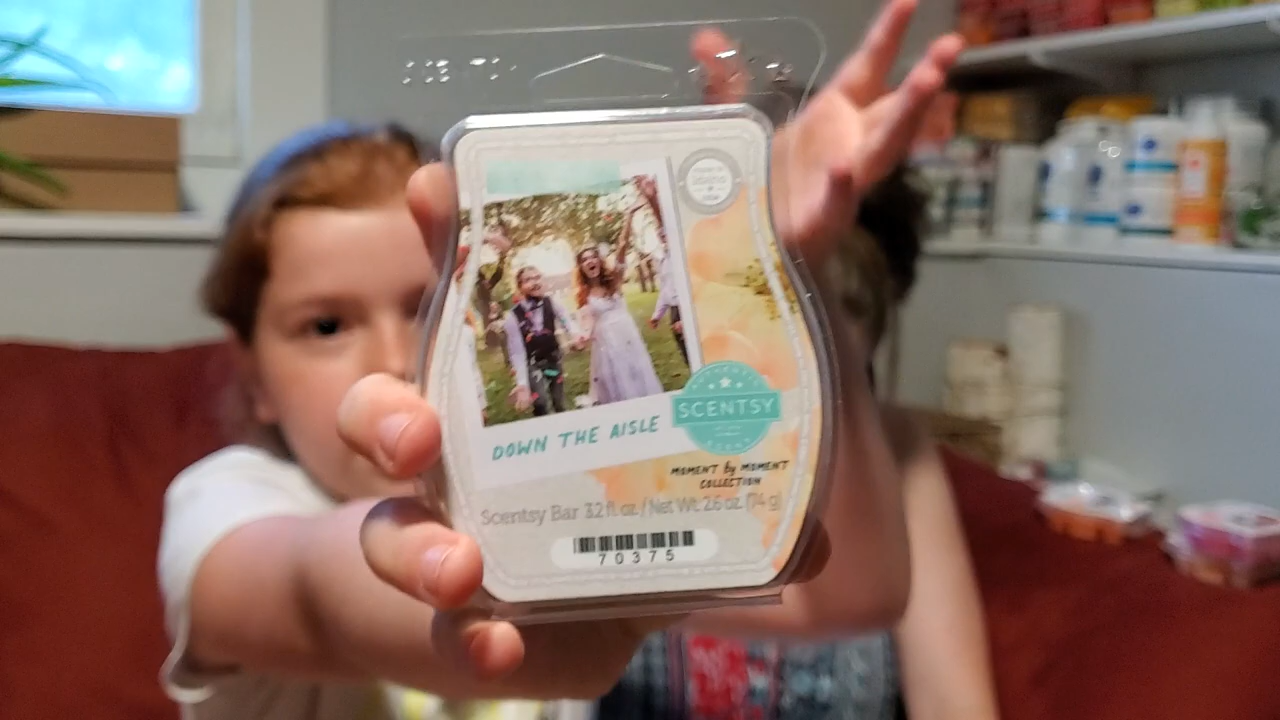 DOWN THE AISLE
SCENTSY
MOMENT by MOMENT
COLLECTION
Scentsy Bar 3.2 fl. oz. / Net Wt. 2.6 oz. (74 g)
70375